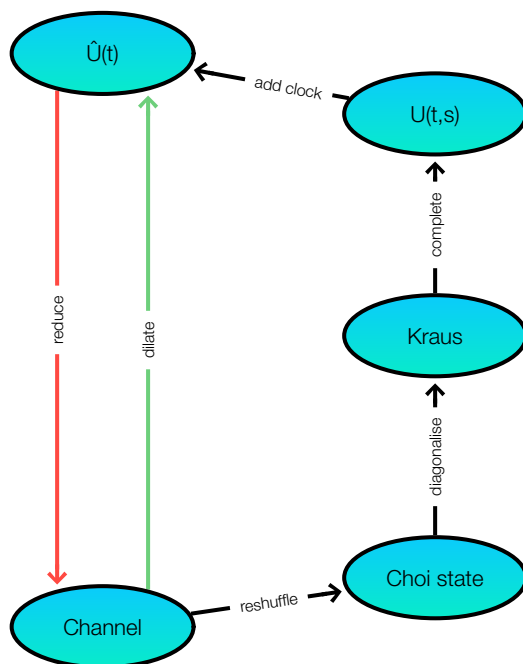 Û(t)
add clock
U(t,s)
complete
reduce
dilate
Kraus
diagonalise
Choi state
reshuffle
Channel